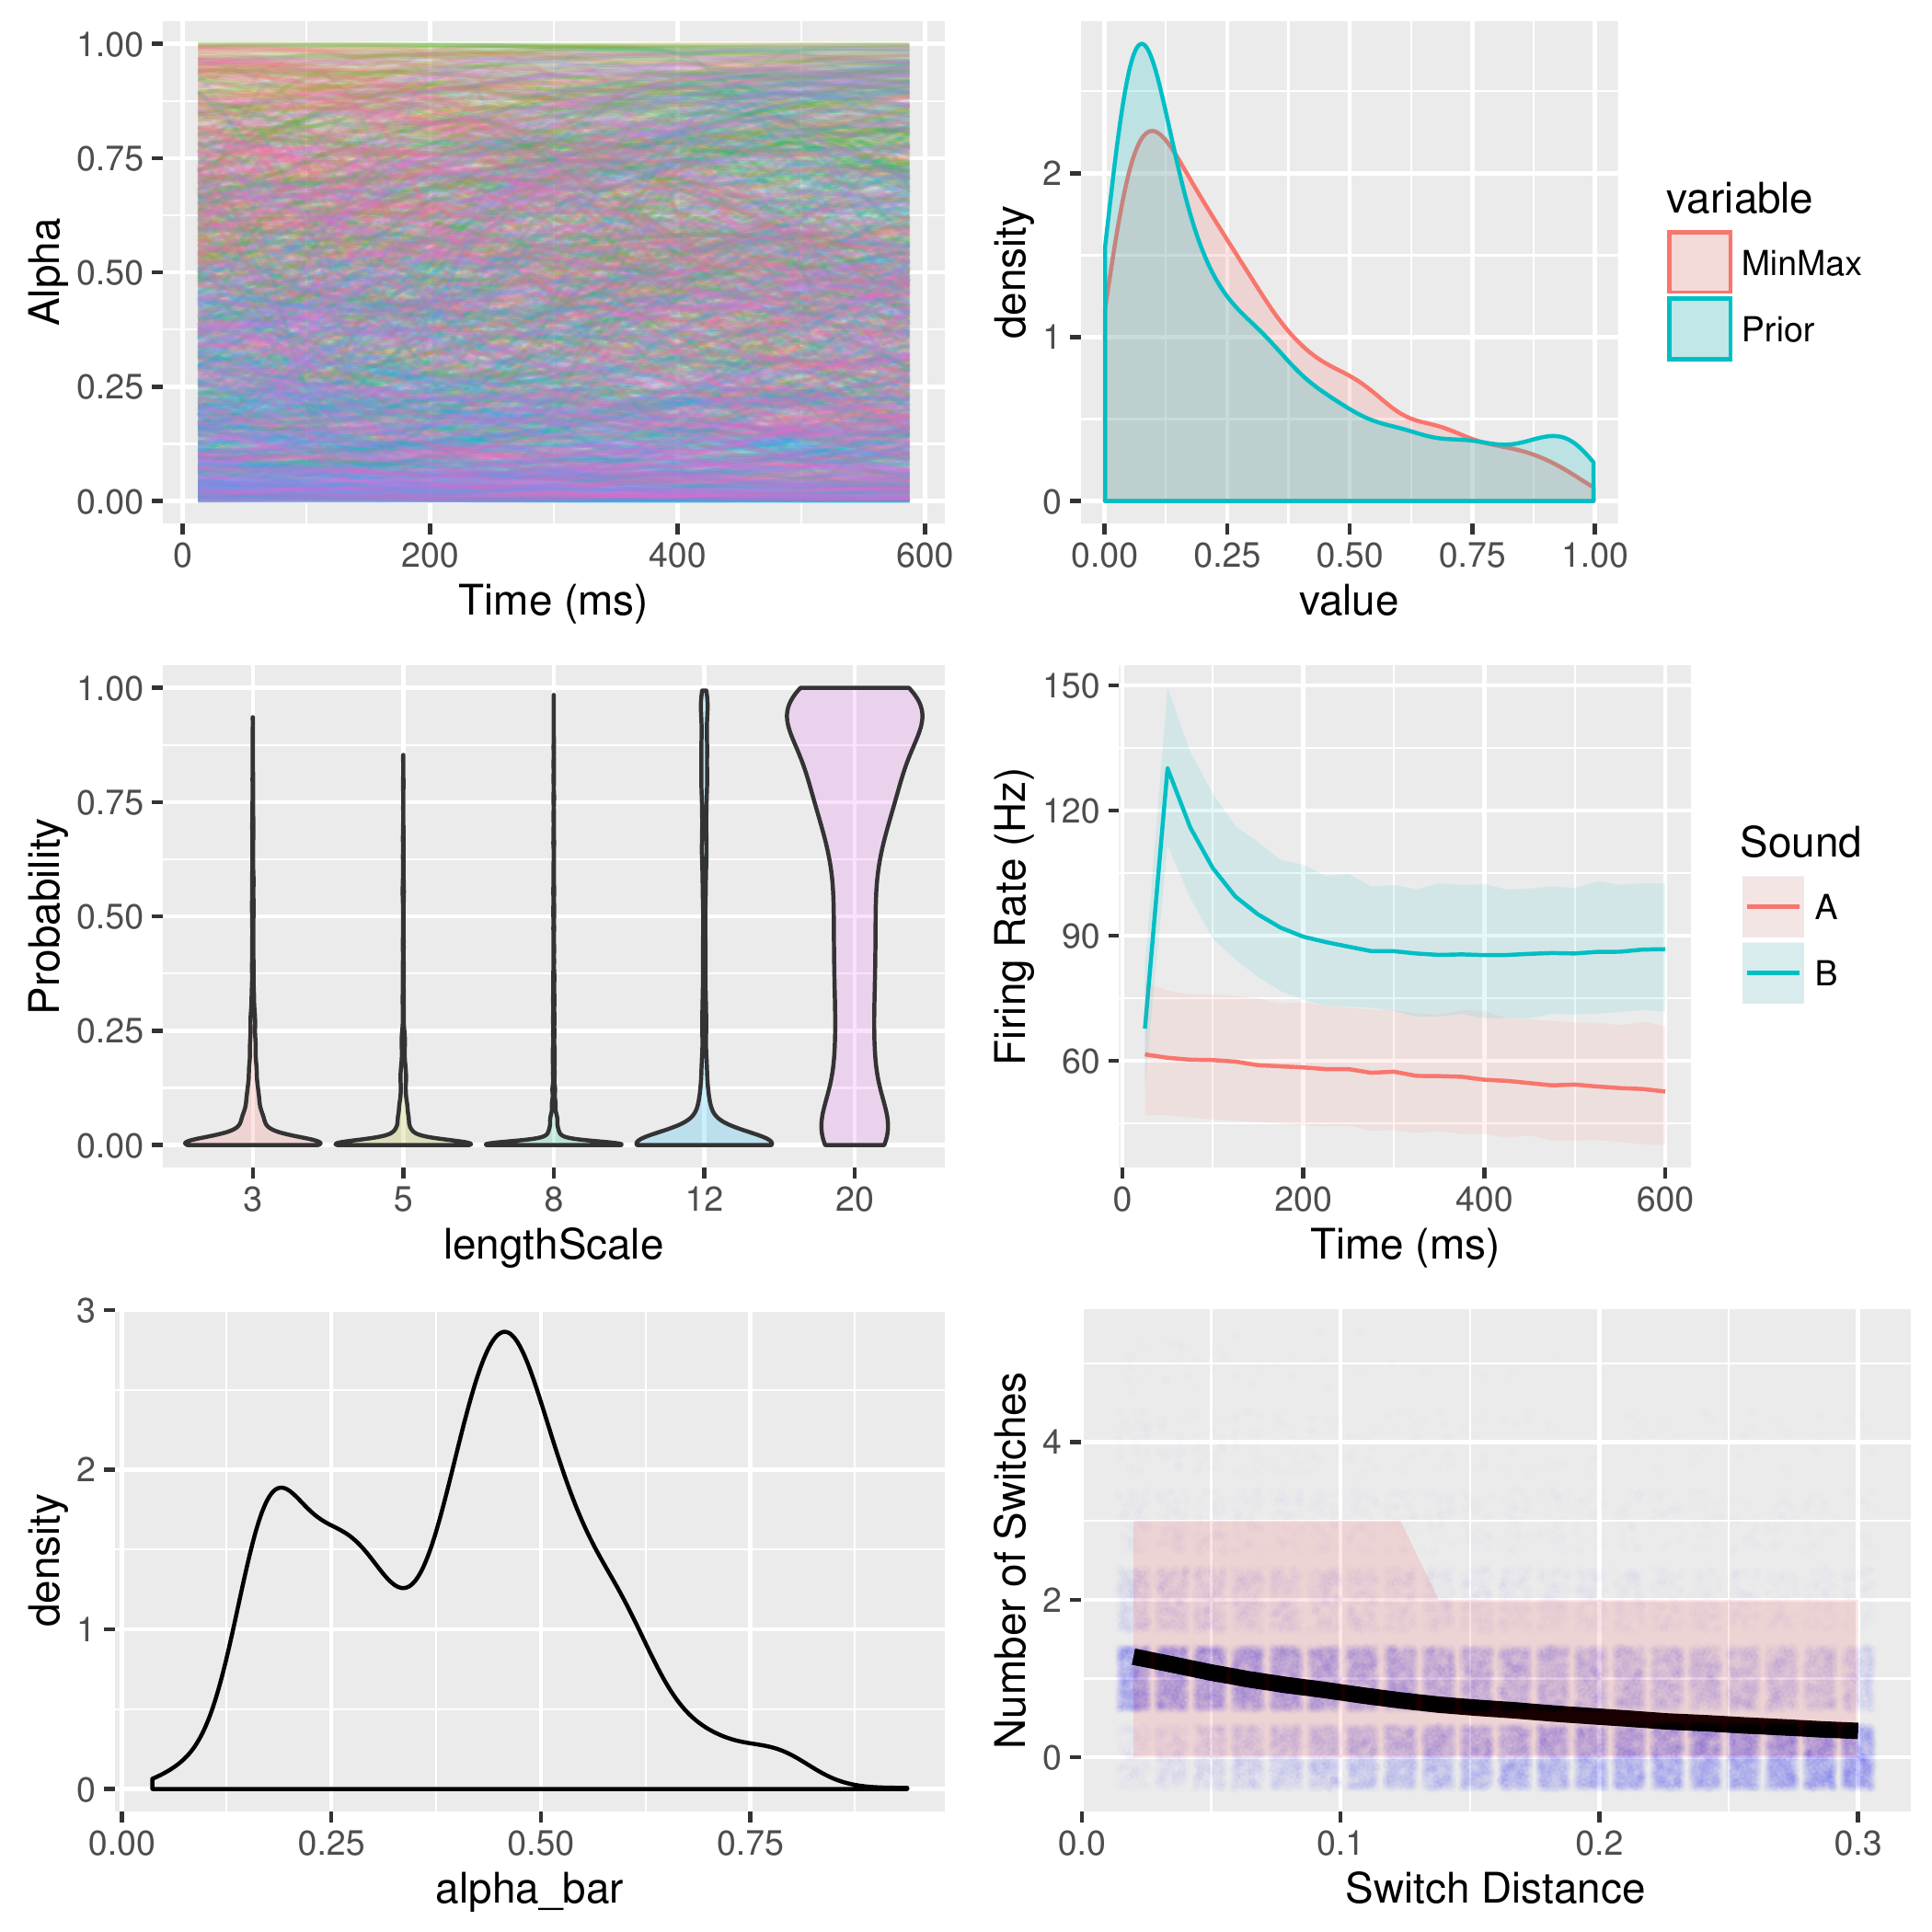 1.00
0.75
0.50
0.25
0.00
Alpha
0 200 400 600
Time (ms)
2
1
0
density
0.00 0.25 0.50 0.75 1.00
value
variable
MinMax
Prior
1.00
0.75
0.50
0.25
0.00
Probability
3 5 8 12 20
lengthScale
150
120
90
60
Firing Rate (Hz)
0 200 400 600
Time (ms)
Sound
A
B
3
2
1
0
density
0.00 0.25 0.50 0.75
alpha_bar
4
2
0
Number of Switches
0.0 0.1 0.2 0.3
Switch Distance